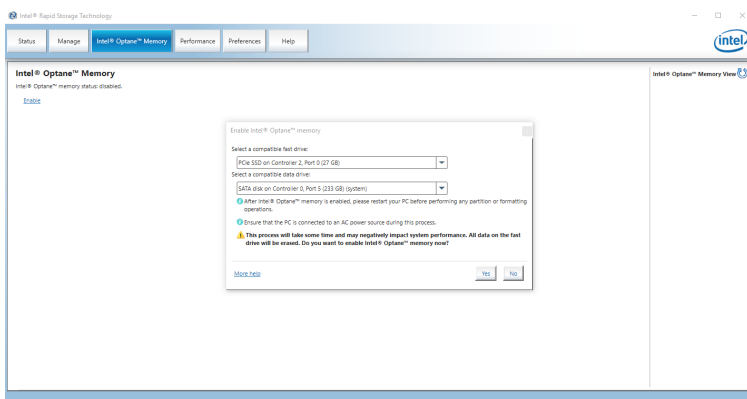 Intel® Rapid Storage Technology
Status
Manage
Intel® Optane™ Memory
Performance
Preferences
Help
intel
Intel® Optane™ Memory
Intel® Optane™ memory status: disabled.
Enable
Intel® Optane™ Memory View
Enable Intel® Optane™ memory
Select a compatible fast drive:
PCIe SSD on Controller 2, Port 0 (27 GB)
Select a compatible data drive:
SATA disk on Controller 0, Port 5 (233 GB) (system)
After Intel® Optane™ memory is enabled, please restart your PC before performing any partition or formatting
operations.
Ensure that the PC is connected to an AC power source during this process.
This process will take some time and may negatively impact system performance. All data on the fast
drive will be erased. Do you want to enable Intel® Optane™ memory now?
More help
Yes
No